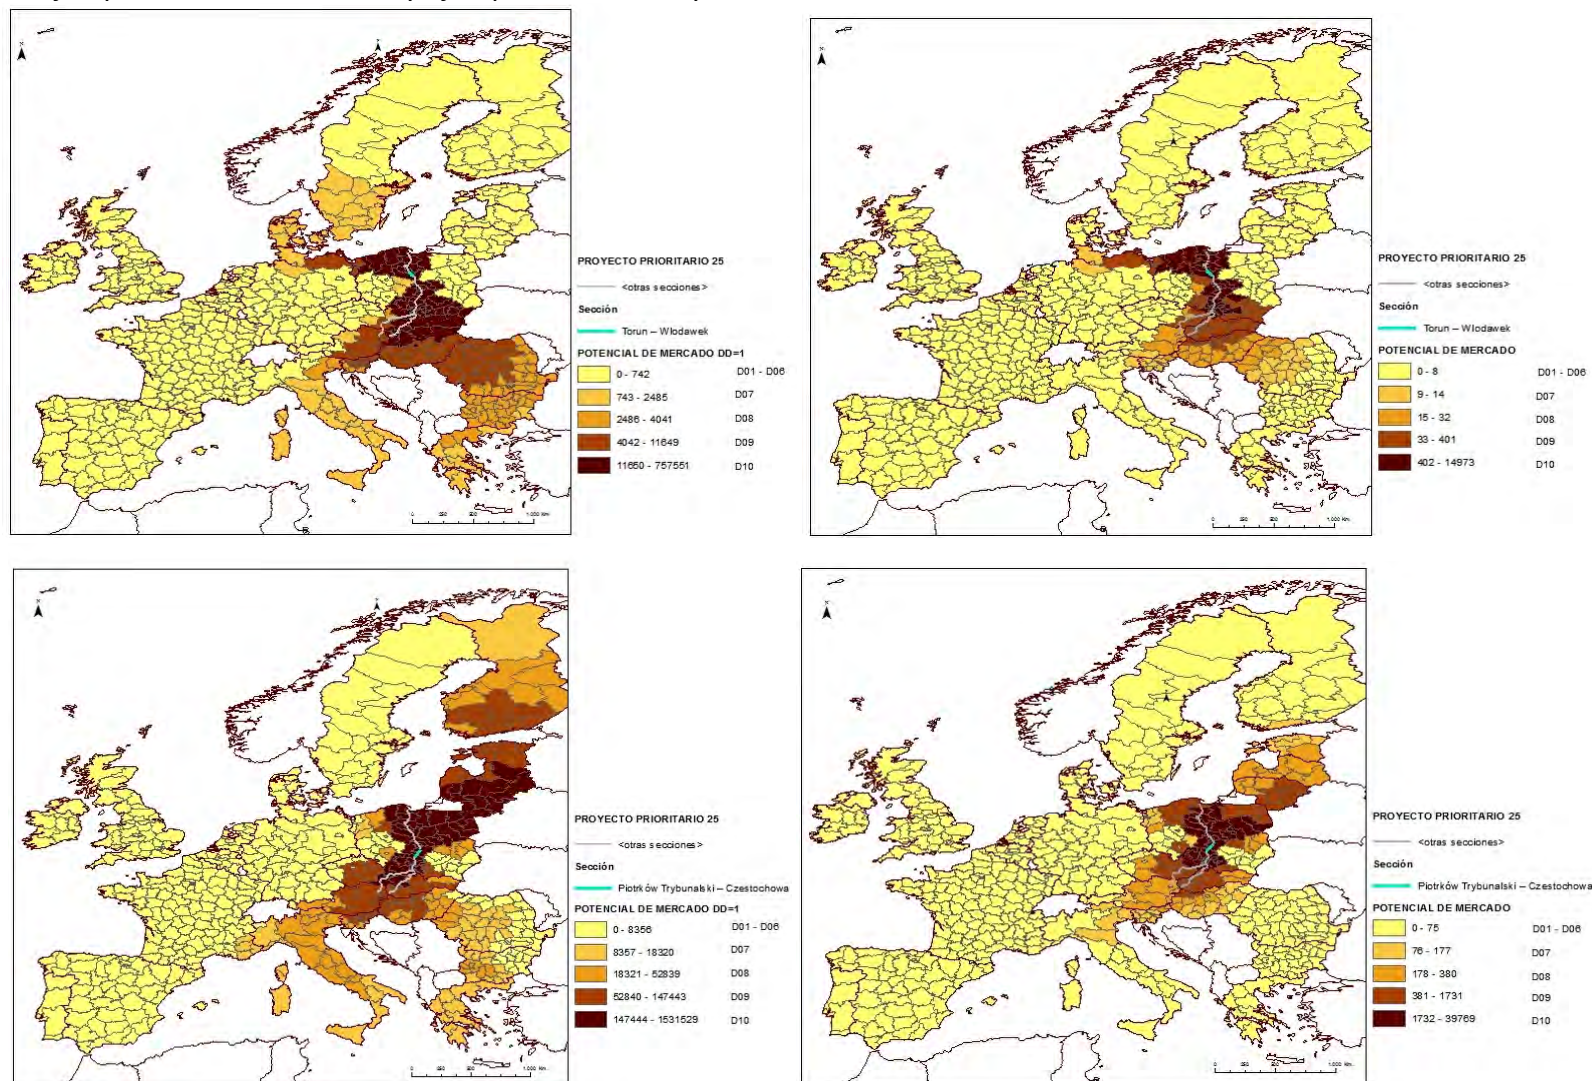 PROYECTO PRIORITARIO 25
<otras secciones>
Sección
Torun – Wlodawek
POTENCIAL DE MERCADO DD=1
0 - 742 D01 - D06
743 - 2485 D07
2486 - 4041 D08
4042 - 11649 D09
11650 - 757551 D10
PROYECTO PRIORITARIO 25
<otras secciones>
Sección
Torun – Wlodawek
POTENCIAL DE MERCADO
0 - 8 D01 - D06
9 - 14 D07
15 - 32 D08
33 - 401 D09
402 - 14973 D10
PROYECTO PRIORITARIO 25
<otras secciones>
Sección
Piotrków Trybunalski – Czestochowa
POTENCIAL DE MERCADO DD=1
0 - 8356 D01 - D06
8357 - 18320 D07
18321 - 52839 D08
52840 - 147443 D09
147444 - 1531529 D10
PROYECTO PRIORITARIO 25
<otras secciones>
Sección
Piotrków Trybunalski – Czestochowa
POTENCIAL DE MERCADO
0 - 75 D01 - D06
76 - 177 D07
178 - 380 D08
381 - 1731 D09
1732 - 39769 D10